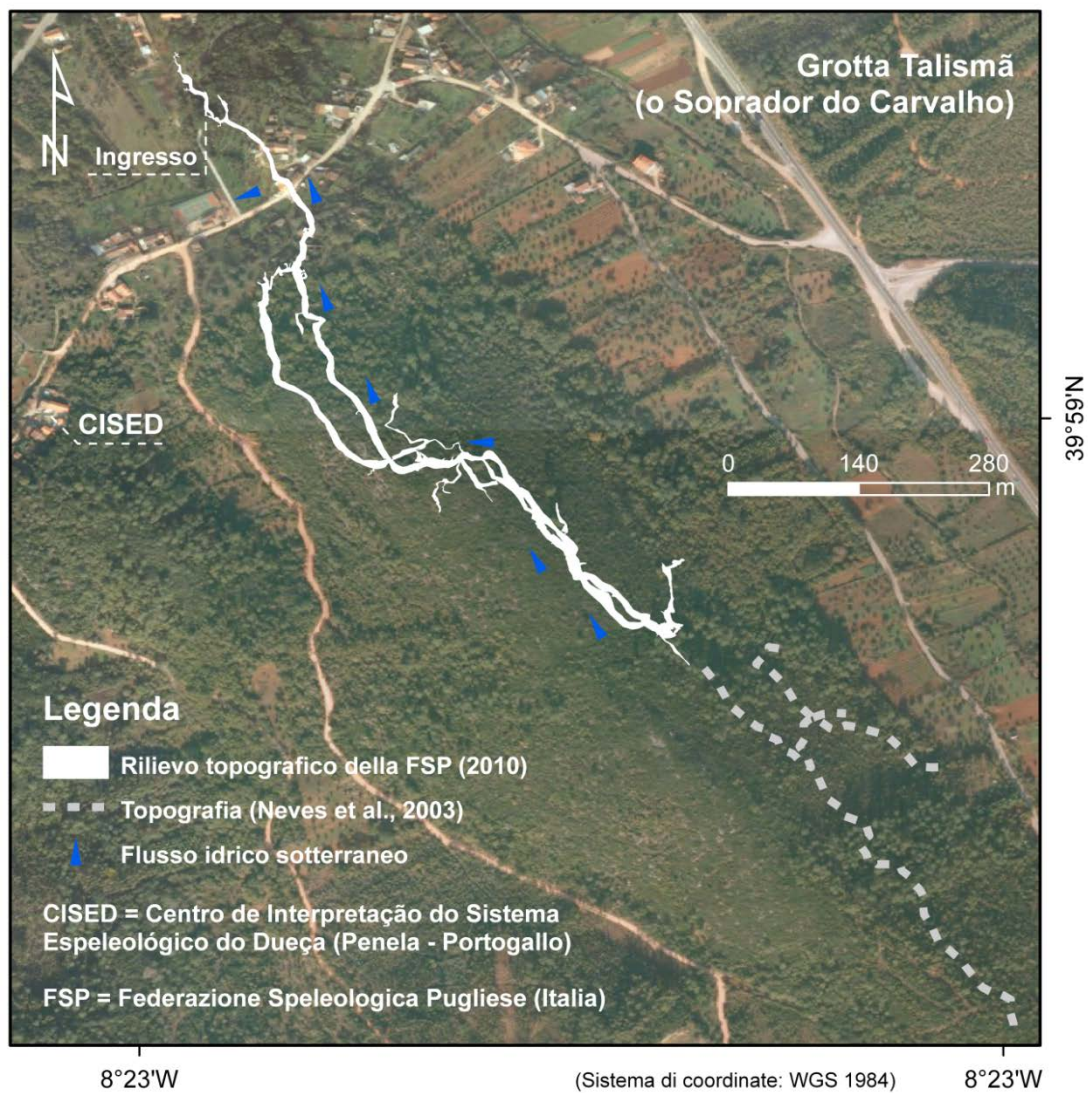 Grotta Talismã
(o Soprador do Carvalho)
N
Ingresso
CISED
39°59'N
0 140 280
m
Legenda
Rilievo topografico della FSP (2010)
Topografia (Neves et al., 2003)
Flusso idrico sotterraneo
CISED = Centro de Interpretação do Sistema
Espeleológico do Dueça (Penela - Portogallo)
FSP = Federazione Speleologica Pugliese (Italia)
8°23'W
(Sistema di coordinate: WGS 1984)
8°23'W